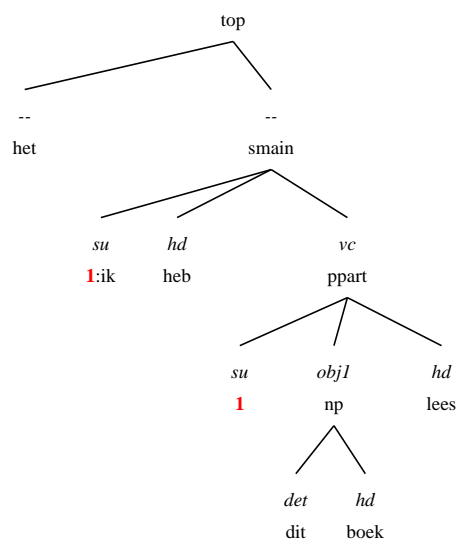 top
-- --
het smain
su hd vc
1:ik heb ppart
su obj1 hd
1 np lees
det hd
dit boek